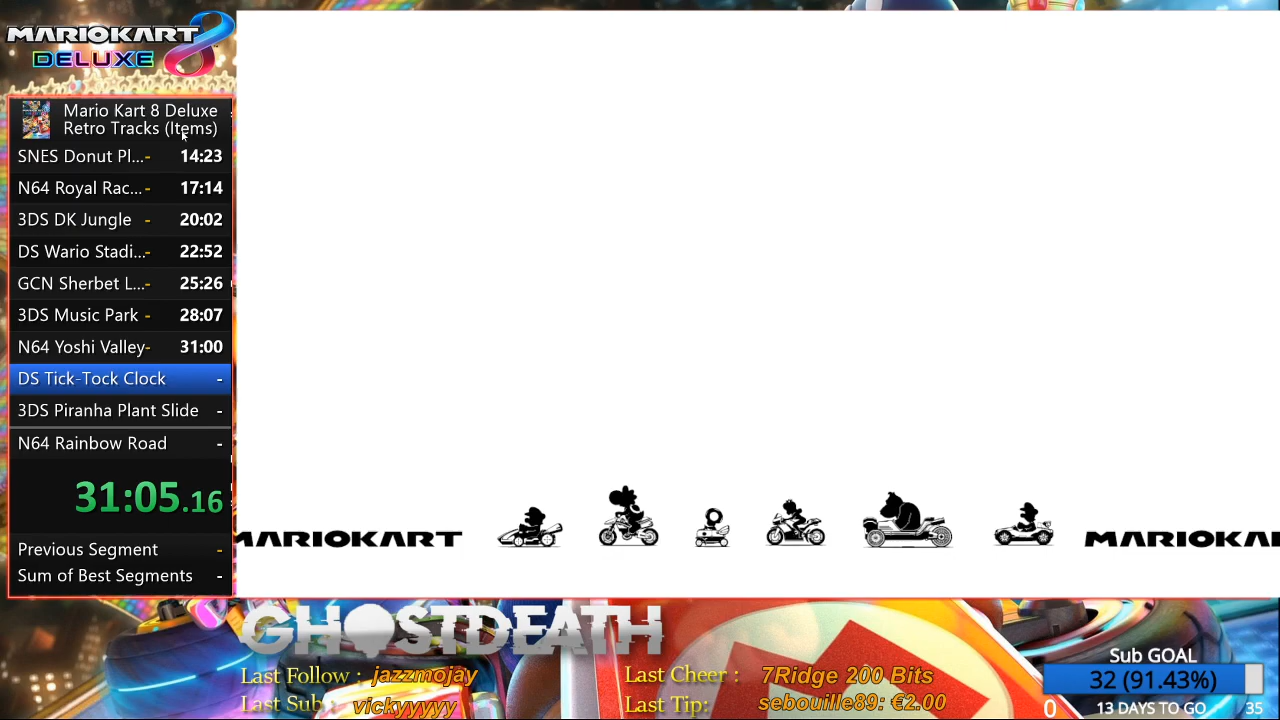 MARIOKART 8
DELUXE
Mario Kart 8 Deluxe
Retro Tracks (Items)
SNES Donut Pl...- 14:23
N64 Royal Rac...- 17:14
3DS DK Jungle - 20:02
DS Wario Stadi...- 22:52
GCN Sherbet L...- 25:26
3DS Music Park - 28:07
N64 Yoshi Valley- 31:00
DS Tick-Tock Clock -
3DS Piranha Plant Slide -
N64 Rainbow Road -
31:05.16
Previous Segment -
Sum of Best Segments -
MARIOKART MARIOKA
GHOSTDEATH
Last Follow : jazzmojay
Last Sub : vickyyyyy
Last Cheer : 7Ridge 200 Bits
Last Tip: sebouille89: €2.00
Sub GOAL
32 (91.43%)
0 13 DAYS TO GO 35